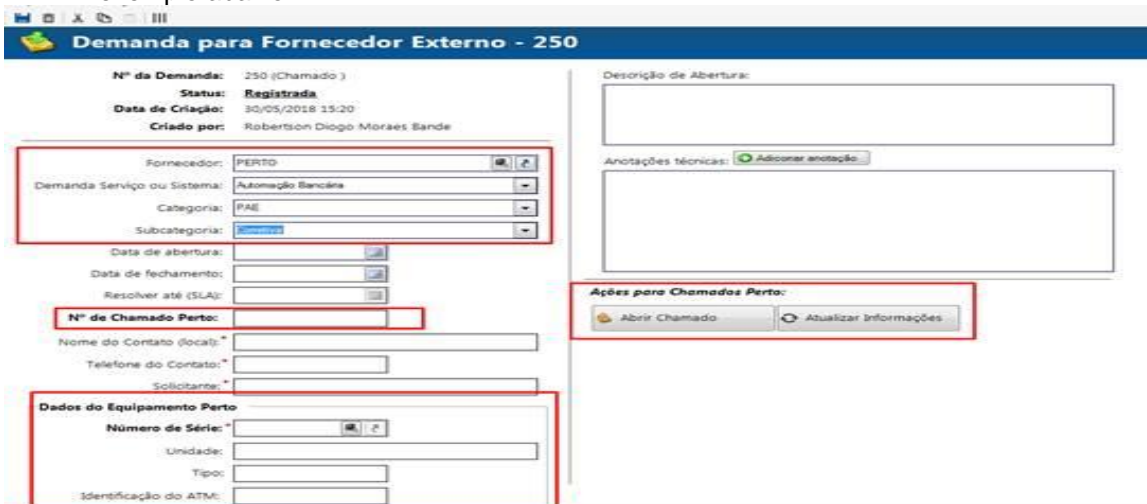 Demanda para Fornecedor Externo - 250
Nº da Demanda: 250 (Chamado )
Status: Registrada
Data de Criação: 30/05/2018 15:20
Criado por: Robertson Diogo Moraes Bande
Fornecedor: PERTO
Demanda Serviço ou Sistema: Automação Bancária
Categoria: PAE
Subcategoria: Corretiva
Data de abertura:
Data de fechamento:
Resolver até (SLA):
Nº de Chamado Perto:
Nome do Contato (local):*
Telefone do Contato:*
Solicitante:*
Dados do Equipamento Perto
Número de Série:*
Unidade:
Tipo:
Identificação do ATM:
Descrição de Abertura:
Anotações técnicas: Adicionar anotação
Ações para Chamados Perto:
Abrir Chamado Atualizar Informações